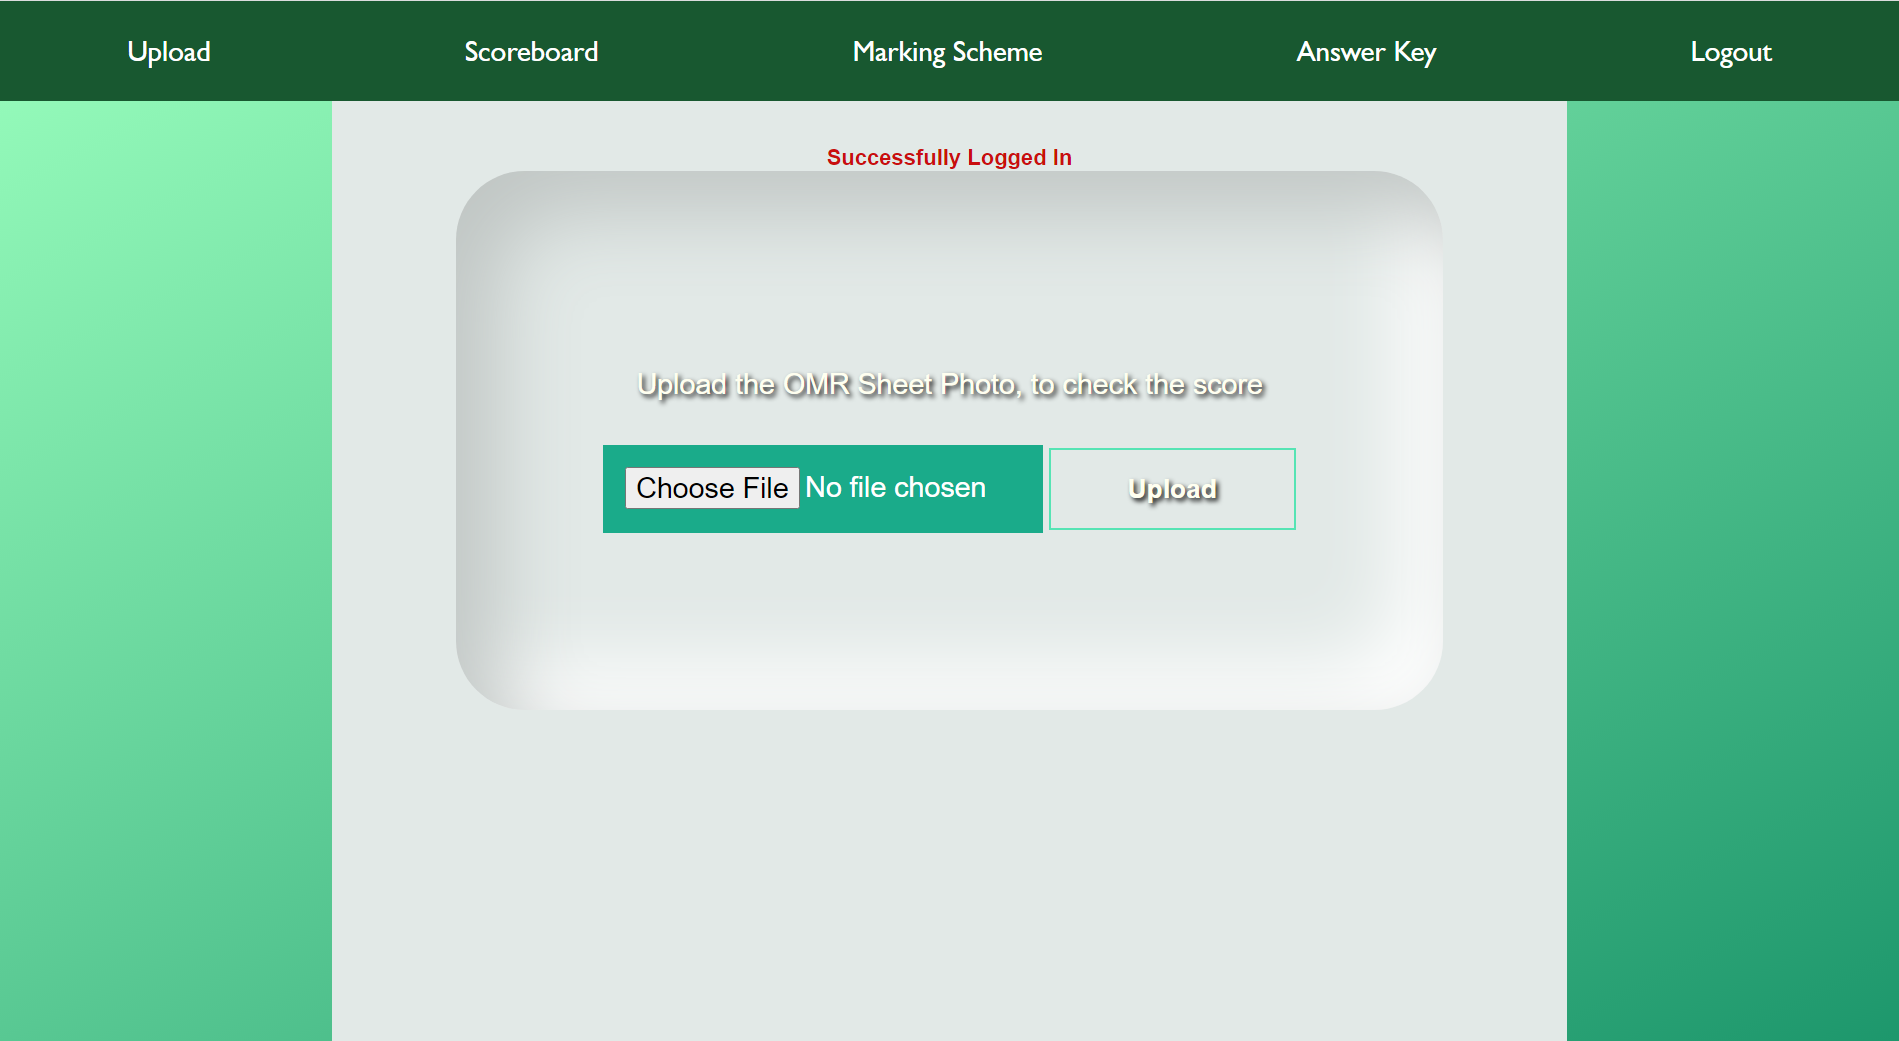 Upload Scoreboard Marking Scheme Answer Key Logout
Successfully Logged In
Upload the OMR Sheet Photo, to check the score
Choose File No file chosen Upload